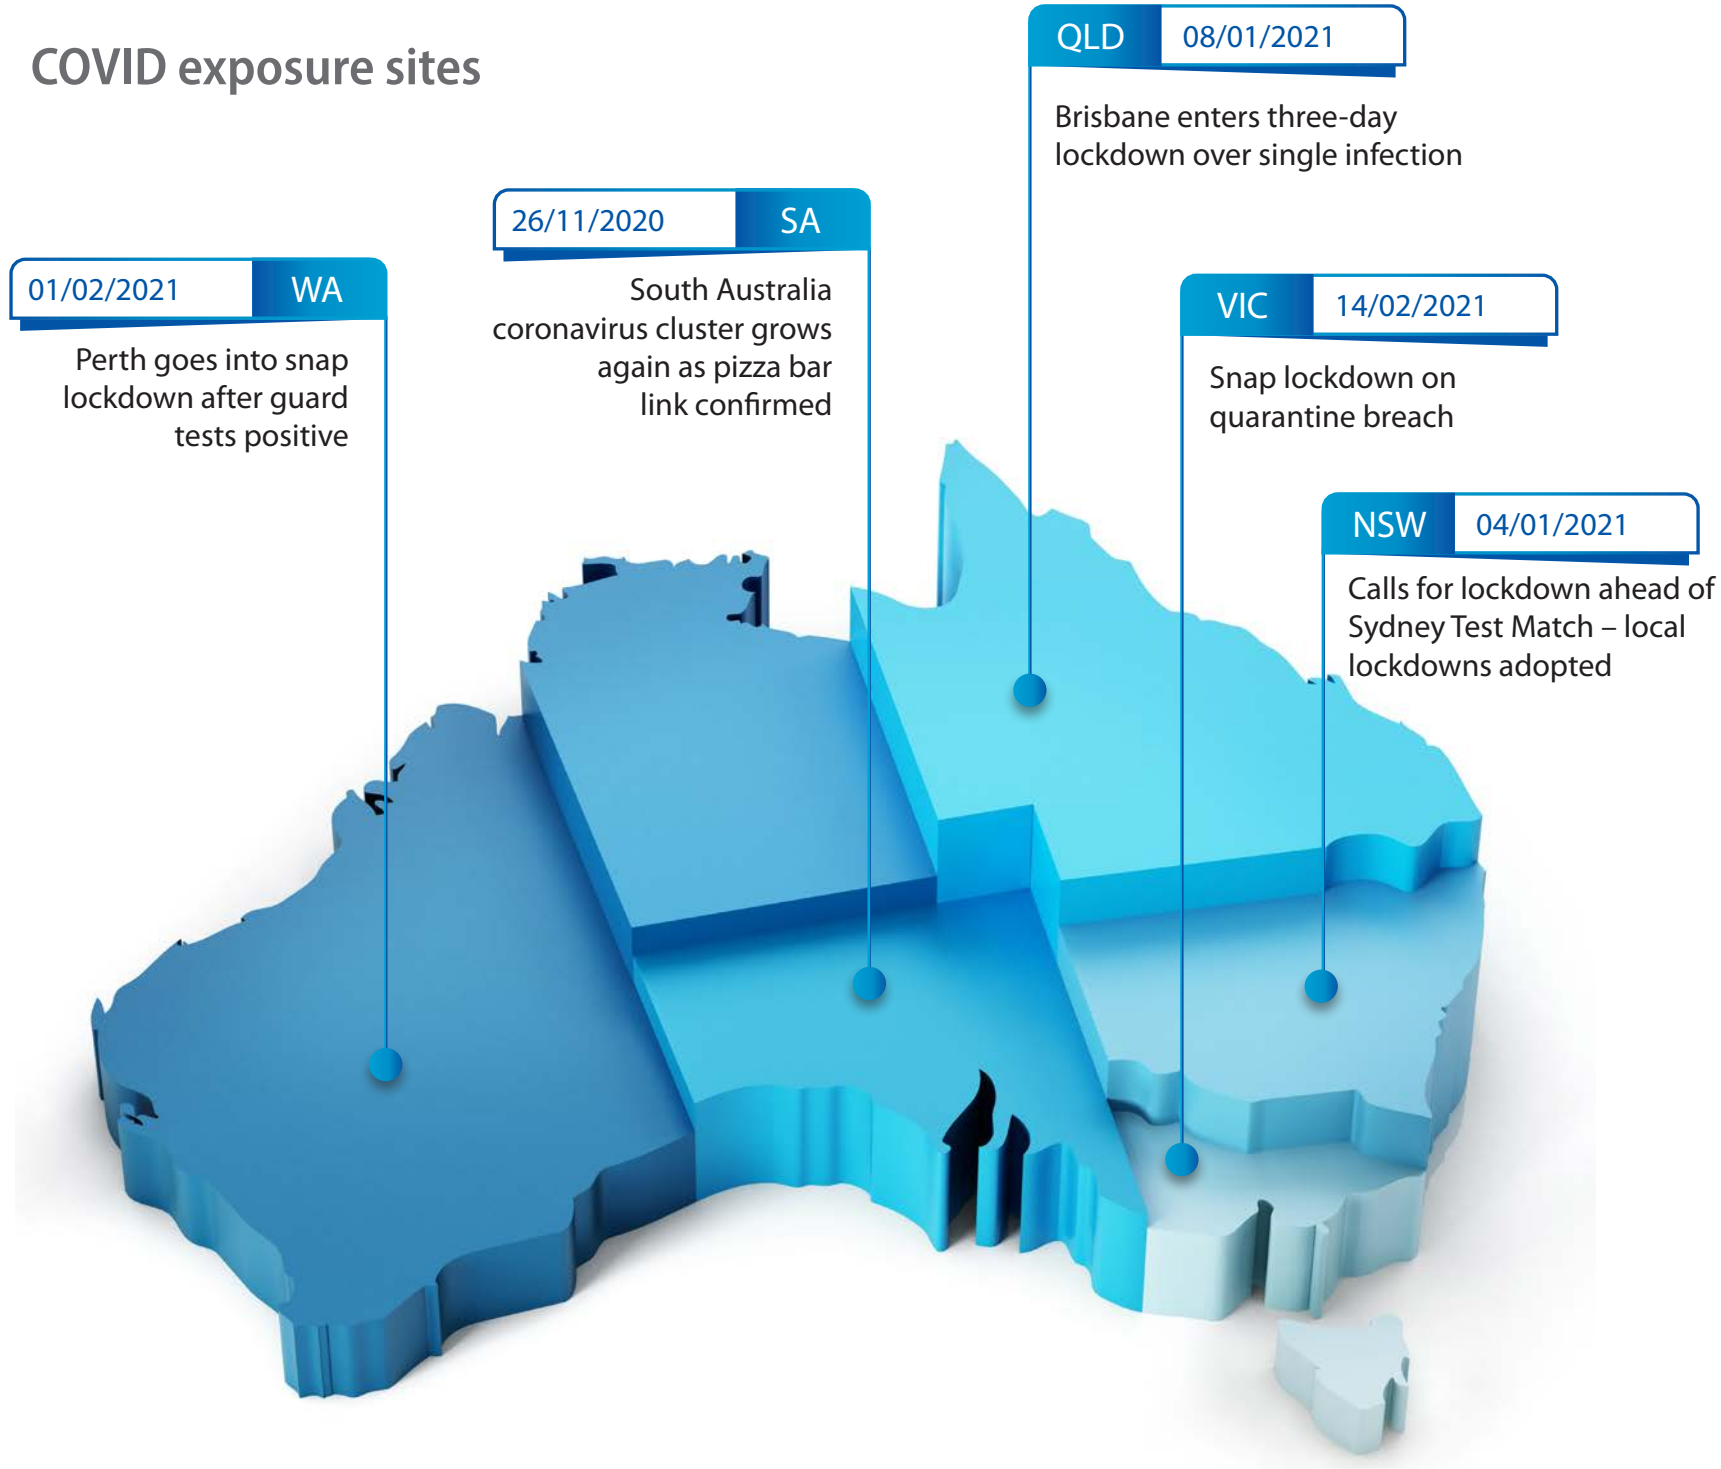 COVID exposure sites
QLD 08/01/2021
Brisbane enters three-day
lockdown over single infection
26/11/2020 SA
South Australia
coronavirus cluster grows
again as pizza bar
link confirmed
01/02/2021 WA
Perth goes into snap
lockdown after guard
tests positive
VIC 14/02/2021
Snap lockdown on
quarantine breach
NSW 04/01/2021
Calls for lockdown ahead of
Sydney Test Match – local
lockdowns adopted